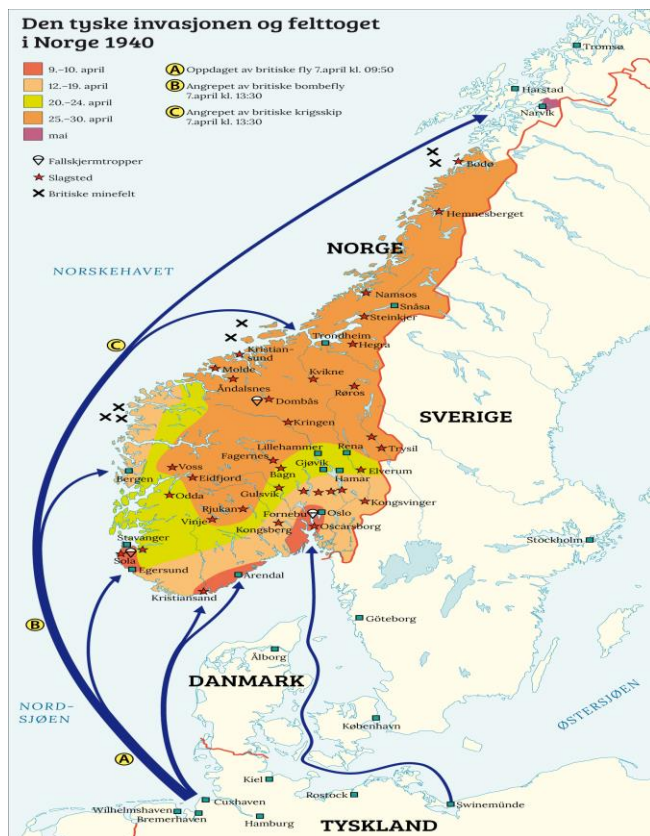 Den tyske invasjonen og felttoget
i Norge 1940
9.–10. april
12.–19. april
20.–24. april
25.–30. april
mai
Fallskjermtropper
Slagsted
Britiske minefelt
A Oppdaget av britiske fly 7.april kl. 09:50
B Angrepet av britiske bombefly
7.april kl. 13:30
C Angrepet av britiske krigsskip
7.april kl. 13:30
Tromsø
Harstad
Narvik
Bodø
Hemnesberget
NORGE
NORSKEHAVET
Namsos
Snåsa
Steinkjer
Trondheim
Hegra
C
Kristian-
sund
Molde
Åndalsnes
Kvikne
Røros
Dombås
SVERIGE
Kringen
Lillehammer
Rena
Trysil
Fagernes
Gjøvik
Voss
Bagn
Hamar
Elverum
Bergen
Eidfjord
Gulsvik
Odda
Kongsvinger
Rjukan
Fornebu
Oslo
Vinje
Kongsberg
Oscarsborg
Stavanger
Stockholm
Sola
Egersund
Arendal
Kristiansand
Göteborg
B
Ålborg
DANMARK
NORD-
SJØEN
København
ØSTERSJØEN
A
Kiel
Cuxhaven
Rostock
Swinemünde
Wilhelmshaven
Bremerhaven
Hamburg
TYSKLAND